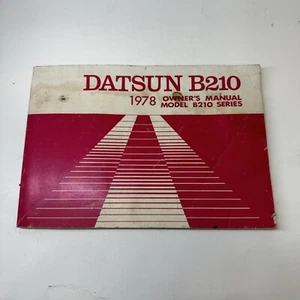 DATSUN B210
1978 OWNER'S MANUAL
MODEL B210 SERIES